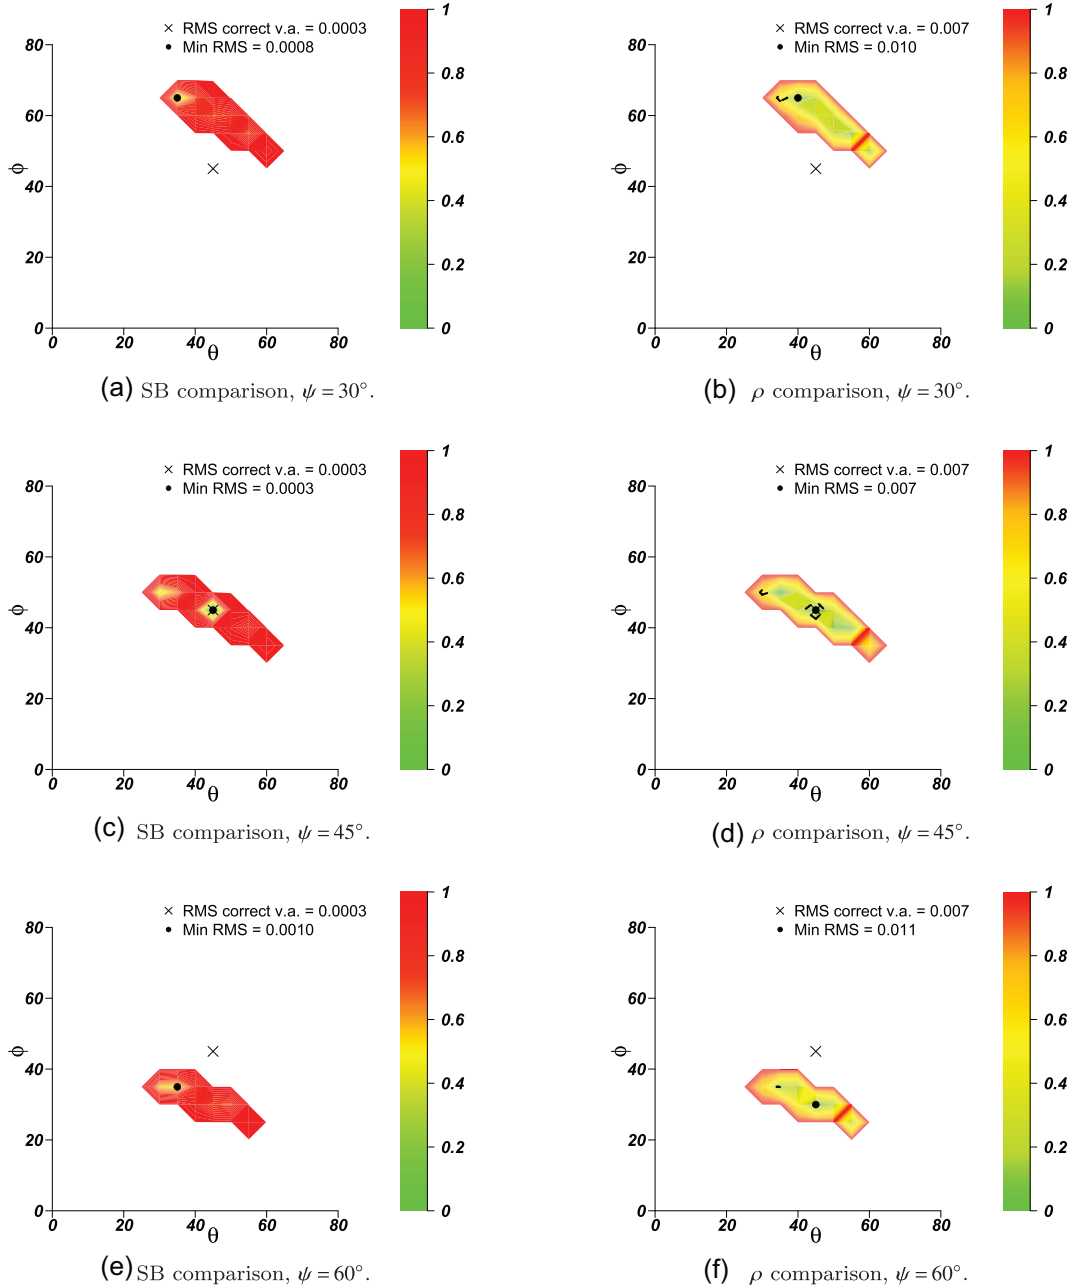 × RMS correct v.a. = 0.0003
● Min RMS = 0.0008
80
60
40
20
0
ϕ
0 20 40 60 80
θ
1
0.8
0.6
0.4
0.2
0
(a) SB comparison, ψ = 30°.
× RMS correct v.a. = 0.007
● Min RMS = 0.010
80
60
40
20
0
ϕ
0 20 40 60 80
θ
1
0.8
0.6
0.4
0.2
0
(b) ρ comparison, ψ = 30°.
× RMS correct v.a. = 0.0003
● Min RMS = 0.0003
80
60
40
20
0
ϕ
0 20 40 60 80
θ
1
0.8
0.6
0.4
0.2
0
(c) SB comparison, ψ = 45°.
× RMS correct v.a. = 0.007
● Min RMS = 0.007
80
60
40
20
0
ϕ
0 20 40 60 80
θ
1
0.8
0.6
0.4
0.2
0
(d) ρ comparison, ψ = 45°.
× RMS correct v.a. = 0.0003
● Min RMS = 0.0010
80
60
40
20
0
ϕ
0 20 40 60 80
θ
1
0.8
0.6
0.4
0.2
0
(e) SB comparison, ψ = 60°.
× RMS correct v.a. = 0.007
● Min RMS = 0.011
80
60
40
20
0
ϕ
0 20 40 60 80
θ
1
0.8
0.6
0.4
0.2
0
(f) ρ comparison, ψ = 60°.